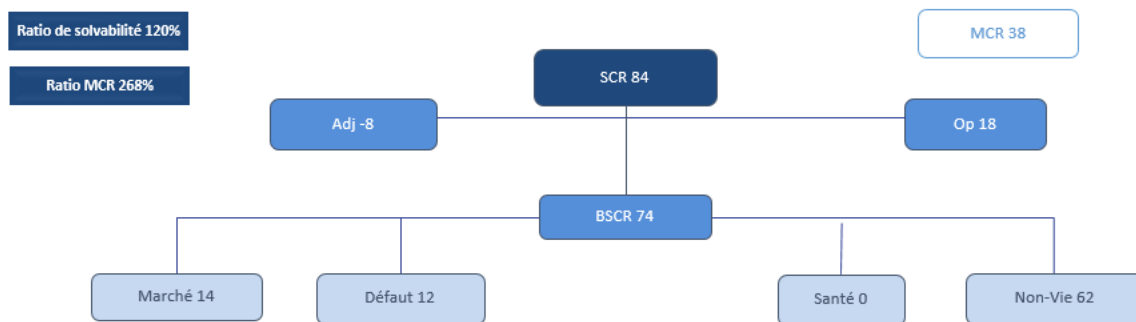 Ratio de solvabilité 120%
MCR 38
Ratio MCR 268%
SCR 84
Adj -8
Op 18
BSCR 74
Marché 14
Défaut 12
Santé 0
Non-Vie 62